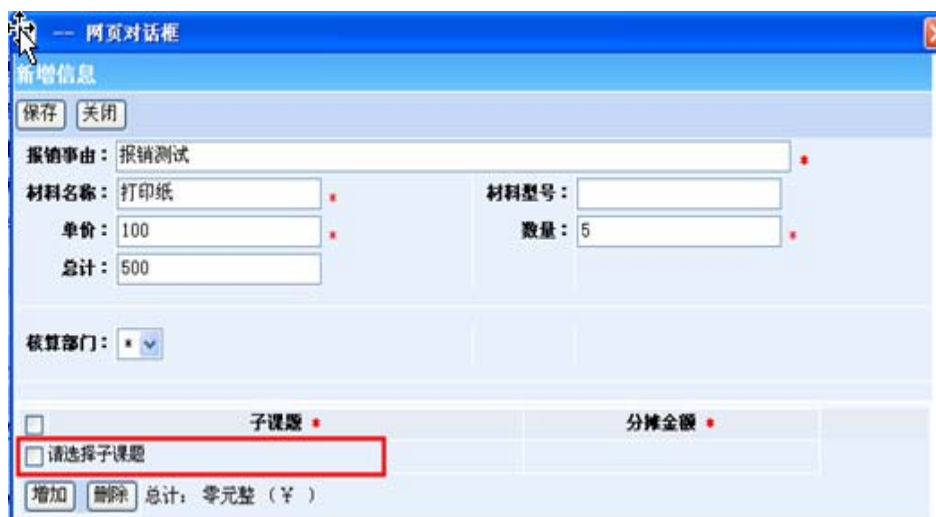 -- 网页对话框
新增信息
保存 关闭
报销事由： 报销测试 *
材料名称： 打印纸 * 材料型号：
单价： 100 * 数量： 5 *
总计： 500
核算部门： *
子课题 * 分摊金额 *
请选择子课题
增加 删除 总计： 零元整 （￥ ）